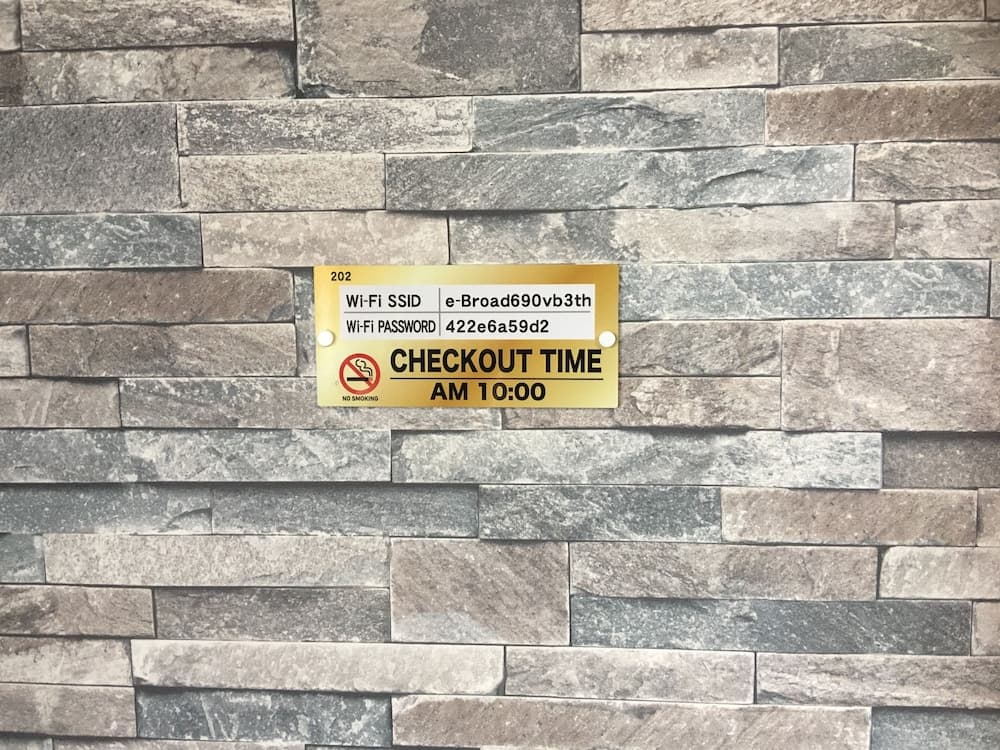 202
Wi-Fi SSID e-Broad690vb3th
Wi-Fi PASSWORD 422e6a59d2
CHECKOUT TIME
AM 10:00
NO SMOKING